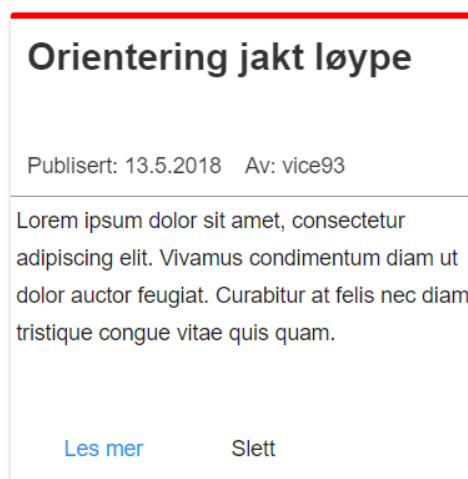 Orientering jakt løype
Publisert: 13.5.2018 Av: vice93
Lorem ipsum dolor sit amet, consectetur
adipiscing elit. Vivamus condimentum diam ut
dolor auctor feugiat. Curabitur at felis nec diam
tristique congue vitae quis quam.
Les mer Slett